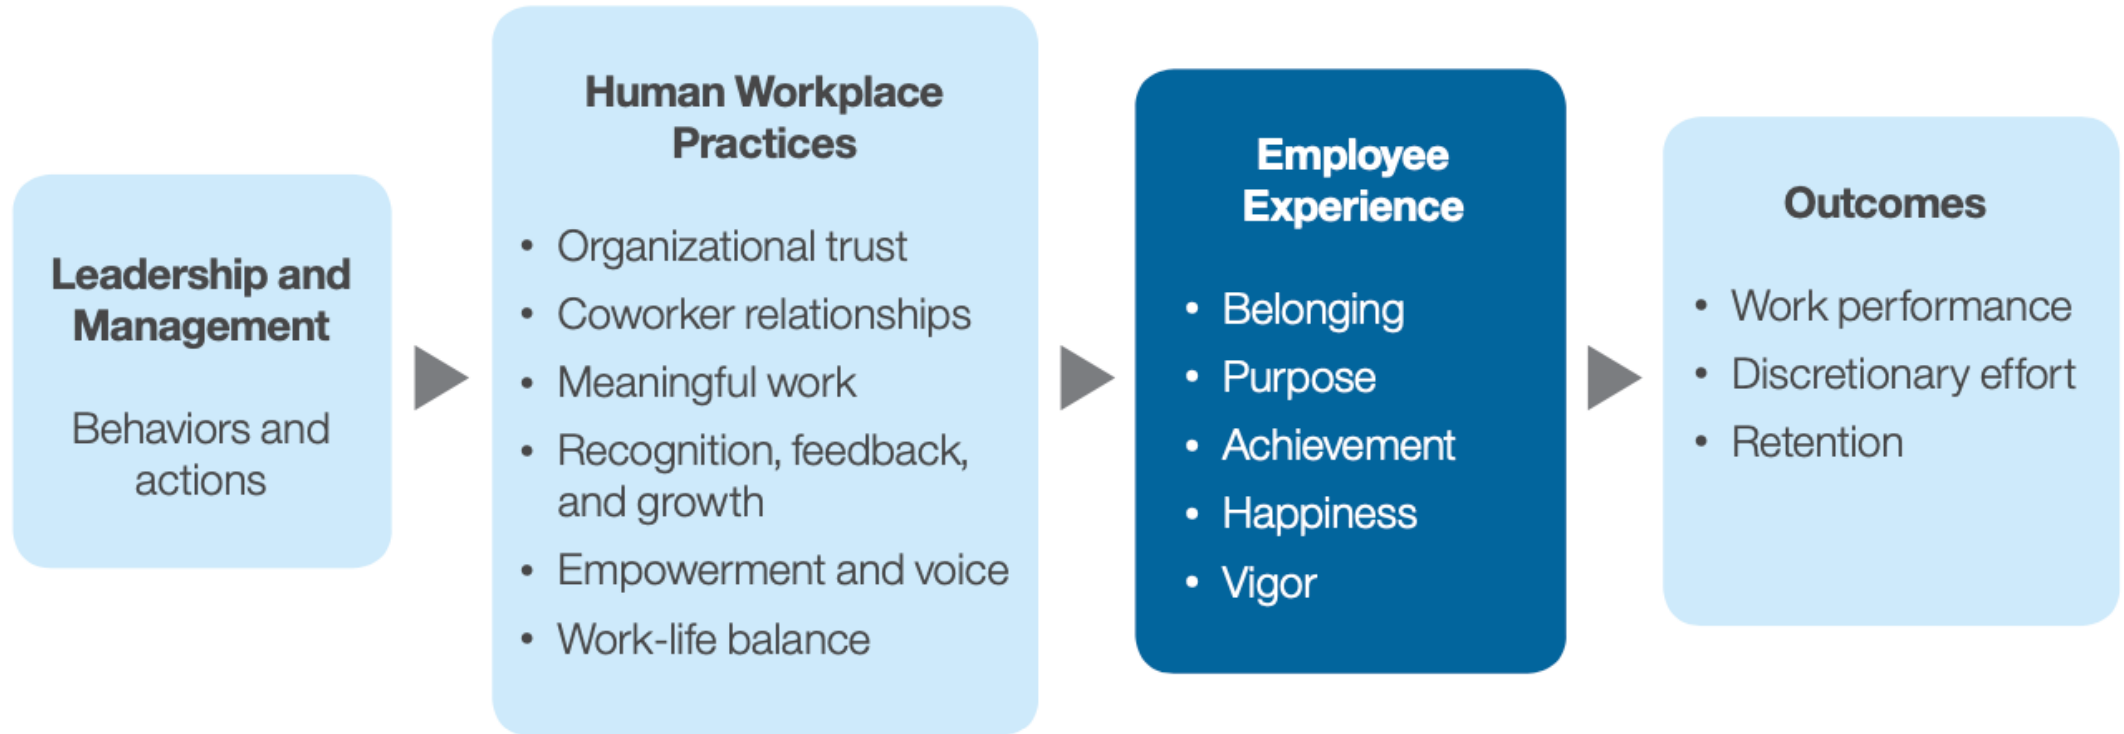 Leadership and
Management
Behaviors and
actions
Human Workplace
Practices
• Organizational trust
• Coworker relationships
• Meaningful work
• Recognition, feedback,
and growth
• Empowerment and voice
• Work-life balance
Employee
Experience
• Belonging
• Purpose
• Achievement
• Happiness
• Vigor
Outcomes
• Work performance
• Discretionary effort
• Retention